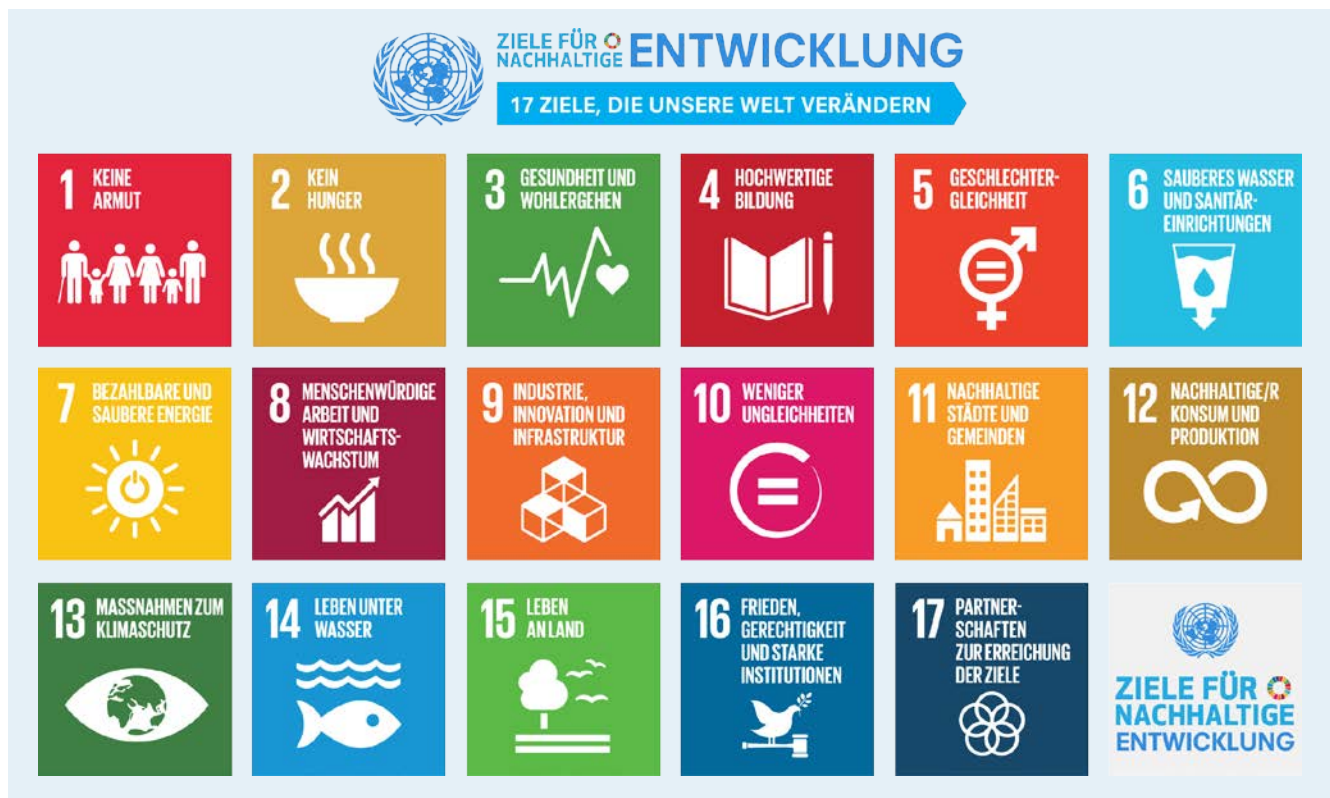 ZIELE FÜR
NACHHALTIGE
ENTWICKLUNG
17 ZIELE, DIE UNSERE WELT VERÄNDERN
1 KEINE
ARMUT
2 KEIN
HUNGER
3 GESUNDHEIT UND
WOHLERGEHEN
4 HOCHWERTIGE
BILDUNG
5 GESCHLECHTER-
GLEICHHEIT
6 SAUBERES WASSER
UND SANITÄR-
EINRICHTUNGEN
7 BEZAHLBARE UND
SAUBERE ENERGIE
8 MENSCHENWÜRDIGE
ARBEIT UND
WIRTSCHAFTS-
WACHSTUM
9 INDUSTRIE,
INNOVATION UND
INFRASTRUKTUR
10 WENIGER
UNGLEICHHEITEN
11 NACHHALTIGE
STÄDTE UND
GEMEINDEN
12 NACHHALTIGE/R
KONSUM UND
PRODUKTION
13 MASSNAHMEN ZUM
KLIMASCHUTZ
14 LEBEN UNTER
WASSER
15 LEBEN
AN LAND
16 FRIEDEN,
GERECHTIGKEIT
UND STARKE
INSTITUTIONEN
17 PARTNER-
SCHAFTEN
ZUR ERREICHUNG
DER ZIELE
ZIELE FÜR
NACHHALTIGE
ENTWICKLUNG